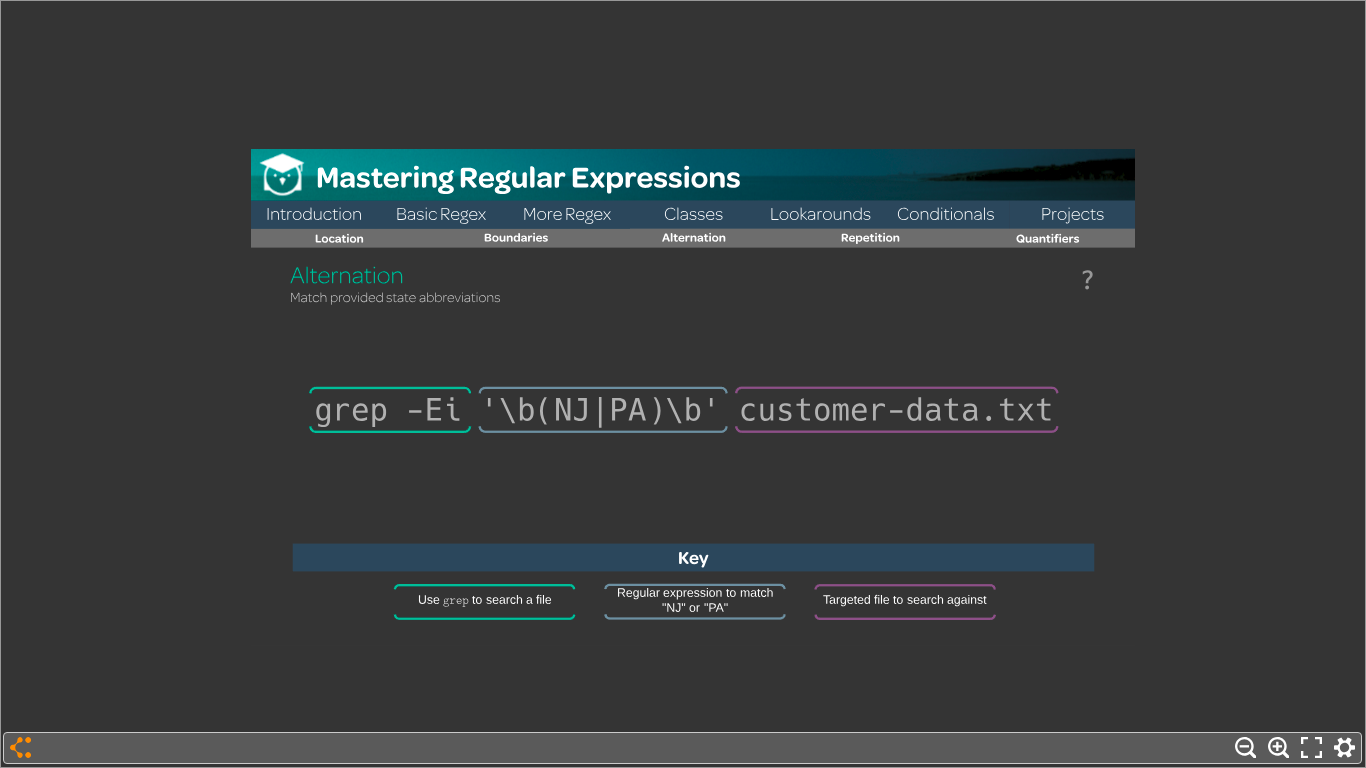 Mastering Regular Expressions
Introduction Basic Regex More Regex Classes Lookarounds Conditionals Projects
Location Boundaries Alternation Repetition Quantifiers
Alternation
?
Match provided state abbreviations
grep -Ei '\b(NJ|PA)\b' customer-data.txt
Key
Use grep to search a file
Regular expression to match
"NJ" or "PA"
Targeted file to search against